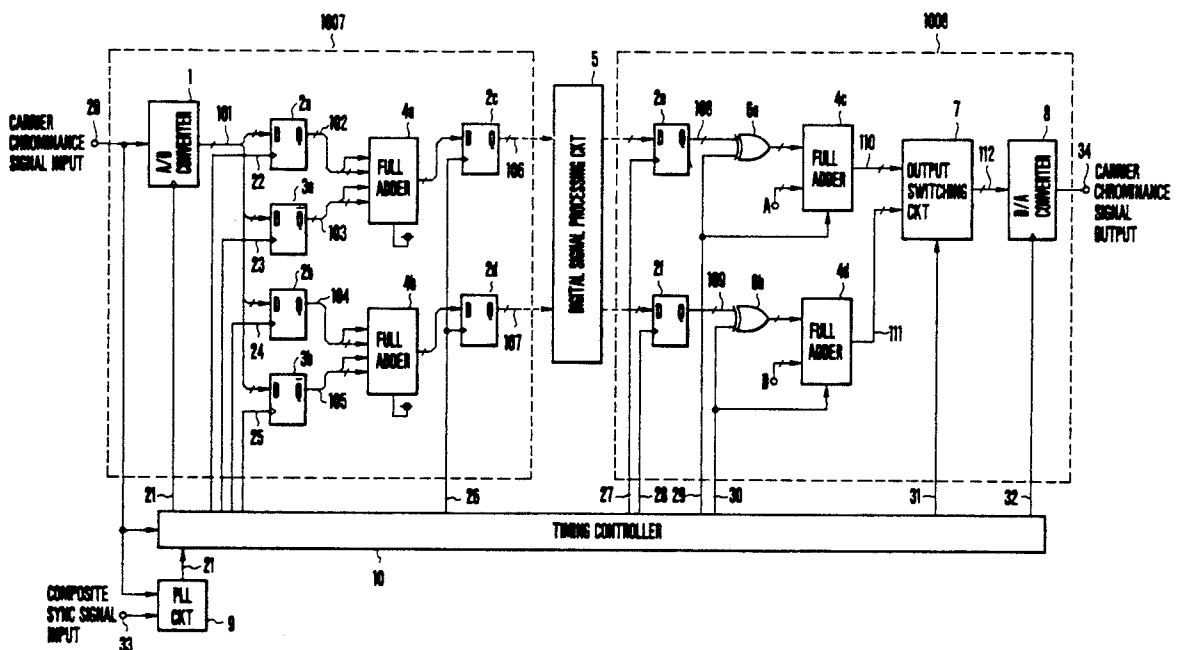 1007
1008
20
CARRIER
CHROMINANCE
SIGNAL INPUT
1
A/D
CONVERTER
101
2a
D Q
102
22
3a
D Q
103
23
2b
D Q
104
24
3b
D Q
105
25
4a
FULL
ADDER
4b
FULL
ADDER
2c
D Q
106
2d
D Q
107
5
DIGITAL SIGNAL PROCESSING CKT
2e
D Q
108
6a
4c
FULL
ADDER
A
110
2f
D Q
109
6b
4d
FULL
ADDER
B
111
7
OUTPUT
SWITCHING
CKT
112
8
D/A
CONVERTER
34
CARRIER
CHROMINANCE
SIGNAL
OUTPUT
21
26
27
28
29
30
31
32
TIMING CONTROLLER
21
10
COMPOSITE
SYNC SIGNAL
INPUT
33
PLL
CKT
9